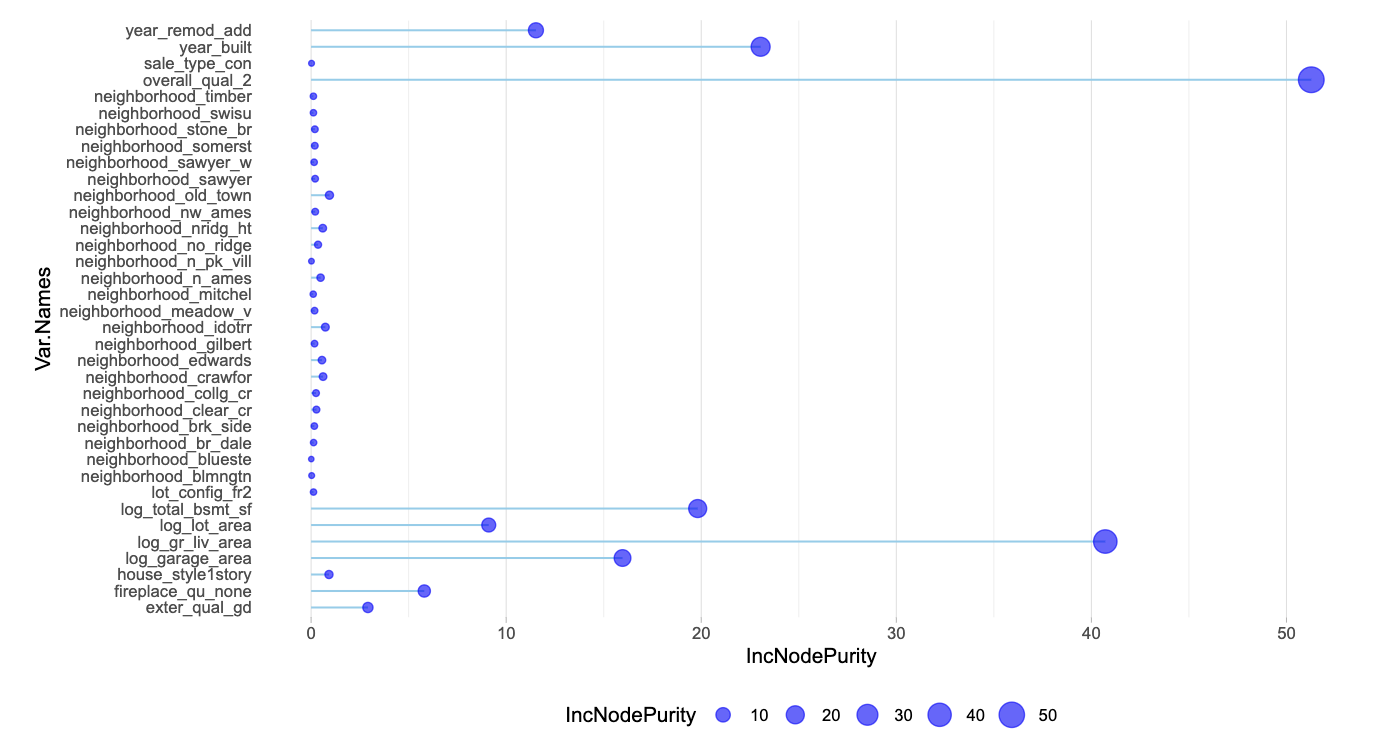 year_remod_add
year_built
sale_type_con
overall_qual_2
neighborhood_timber
neighborhood_swisu
neighborhood_stone_br
neighborhood_somerst
neighborhood_sawyer_w
neighborhood_sawyer
neighborhood_old_town
neighborhood_nw_ames
neighborhood_nridg_ht
neighborhood_no_ridge
neighborhood_n_pk_vill
neighborhood_n_ames
neighborhood_mitchel
neighborhood_meadow_v
neighborhood_idotrr
neighborhood_gilbert
neighborhood_edwards
neighborhood_crawfor
neighborhood_collg_cr
neighborhood_clear_cr
neighborhood_brk_side
neighborhood_br_dale
neighborhood_blueste
neighborhood_blmngtn
lot_config_fr2
log_total_bsmt_sf
log_lot_area
log_gr_liv_area
log_garage_area
house_style1story
fireplace_qu_none
exter_qual_gd
Var.Names
0 10 20 30 40 50
IncNodePurity
IncNodePurity 10 20 30 40 50